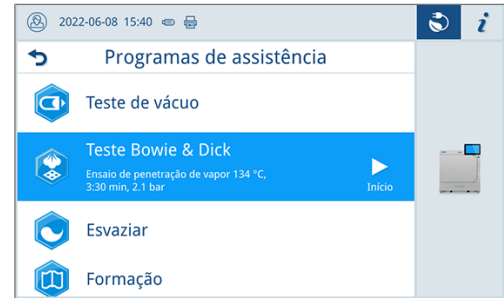 2022-06-08 15:40
Programas de assistência
Teste de vácuo
Teste Bowie & Dick
Ensaio de penetração de vapor 134 °C,
3:30 min, 2.1 bar
Início
Esvaziar
Formação